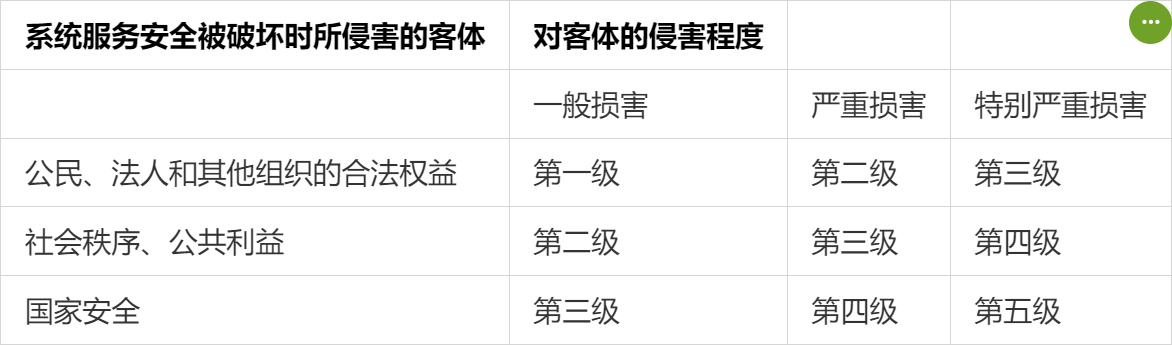 系统服务安全被破坏时所侵害的客体 对客体的侵害程度
一般损害 严重损害 特别严重损害
公民、法人和其他组织的合法权益 第一级 第二级 第三级
社会秩序、公共利益 第二级 第三级 第四级
国家安全 第三级 第四级 第五级